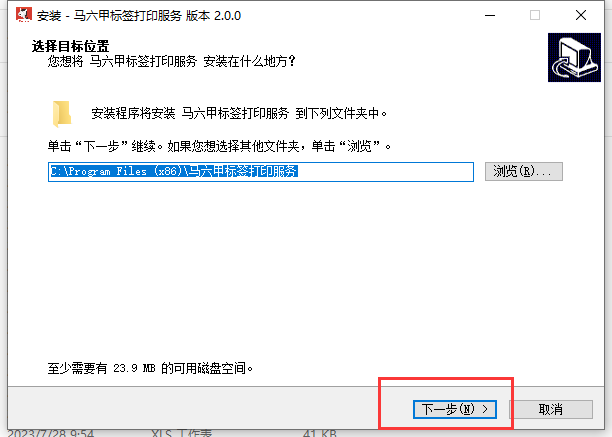 安装 - 马六甲标签打印服务 版本 2.0.0
选择目标位置
您想将 马六甲标签打印服务 安装在什么地方?
安装程序将安装 马六甲标签打印服务 到下列文件夹中。
单击“下一步”继续。如果您想选择其他文件夹，单击“浏览”。
C:\Program Files (x86)\马六甲标签打印服务
浏览(R)...
至少需要有 23.9 MB 的可用磁盘空间。
下一步(N) >
取消
2023/7/28 9:54 XLS 工作表 41 KB